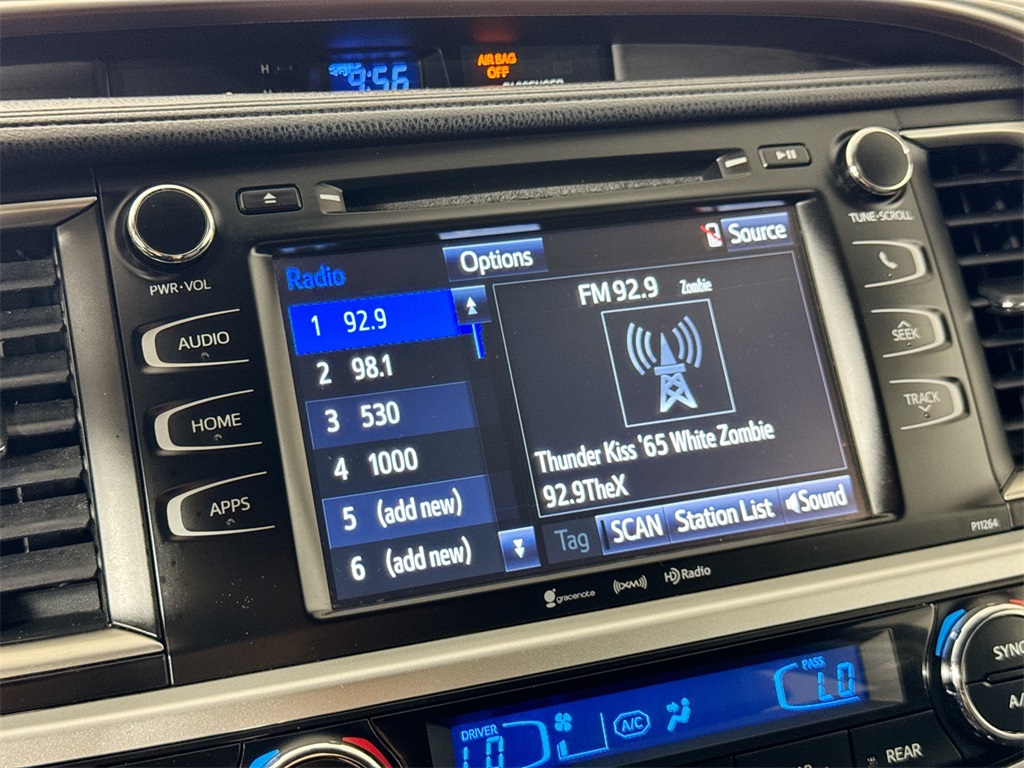 H
9:56
AIR BAG
OFF
PASSENGER
PWR·VOL
AUDIO
HOME
APPS
Radio
Options
Source
1 92.9
2 98.1
3 530
4 1000
5 (add new)
6 (add new)
FM 92.9 Zombie
Thunder Kiss '65 White Zombie
92.9TheX
Tag
SCAN
Station List
Sound
TUNE·SCROLL
SEEK
TRACK
P11264
gracenote
((XM))
HD Radio
DRIVER
LO
A/C
PASS.
LO
SYNC
A/
REAR